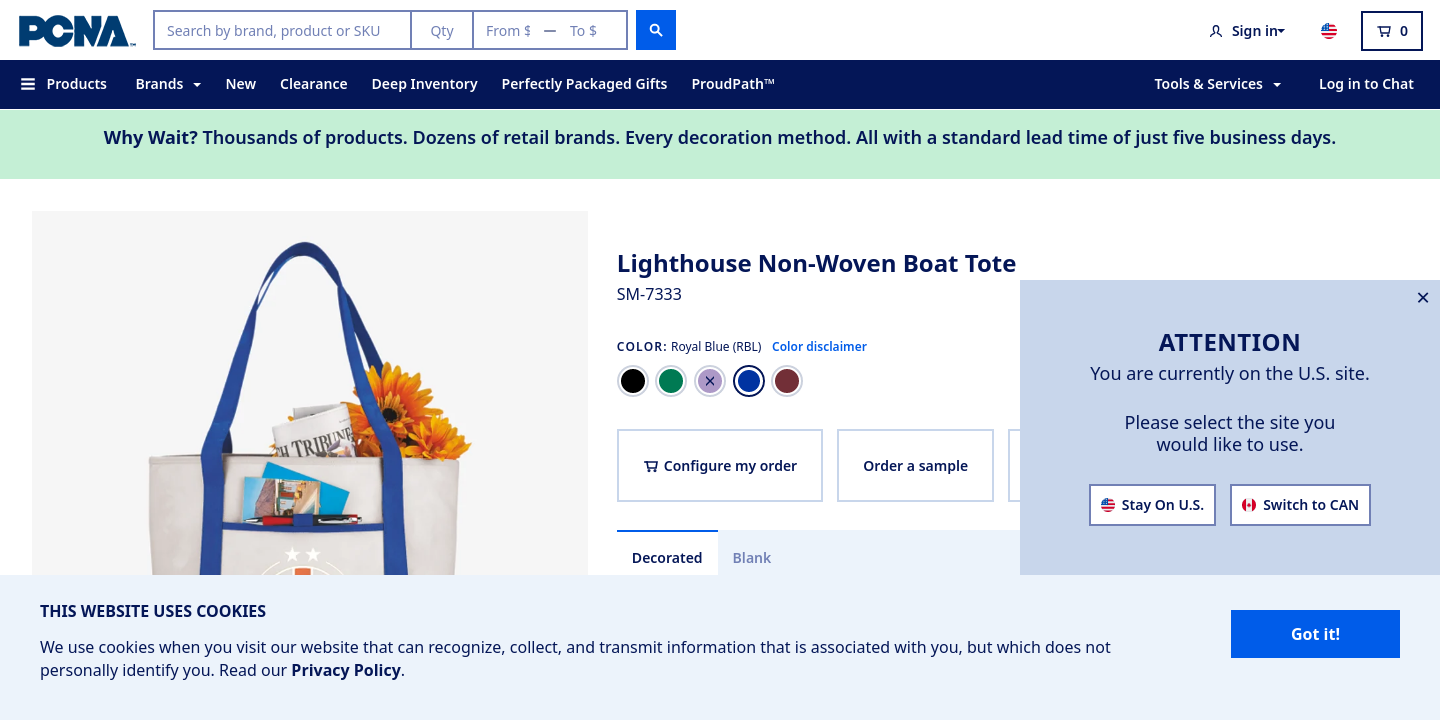 PCNA™
Search by brand, product or SKU
Qty
From $ — To $
Sign in
0
Products
Brands
New
Clearance
Deep Inventory
Perfectly Packaged Gifts
ProudPath™
Tools & Services
Log in to Chat
Why Wait? Thousands of products. Dozens of retail brands. Every decoration method. All with a standard lead time of just five business days.
TRIBUNE
Lighthouse Non-Woven Boat Tote
SM-7333
COLOR: Royal Blue (RBL) Color disclaimer
Configure my order
Order a sample
Decorated
Blank
ATTENTION
You are currently on the U.S. site.
Please select the site you
would like to use.
Stay On U.S.
Switch to CAN
THIS WEBSITE USES COOKIES
We use cookies when you visit our website that can recognize, collect, and transmit information that is associated with you, but which does not
personally identify you. Read our Privacy Policy.
Got it!